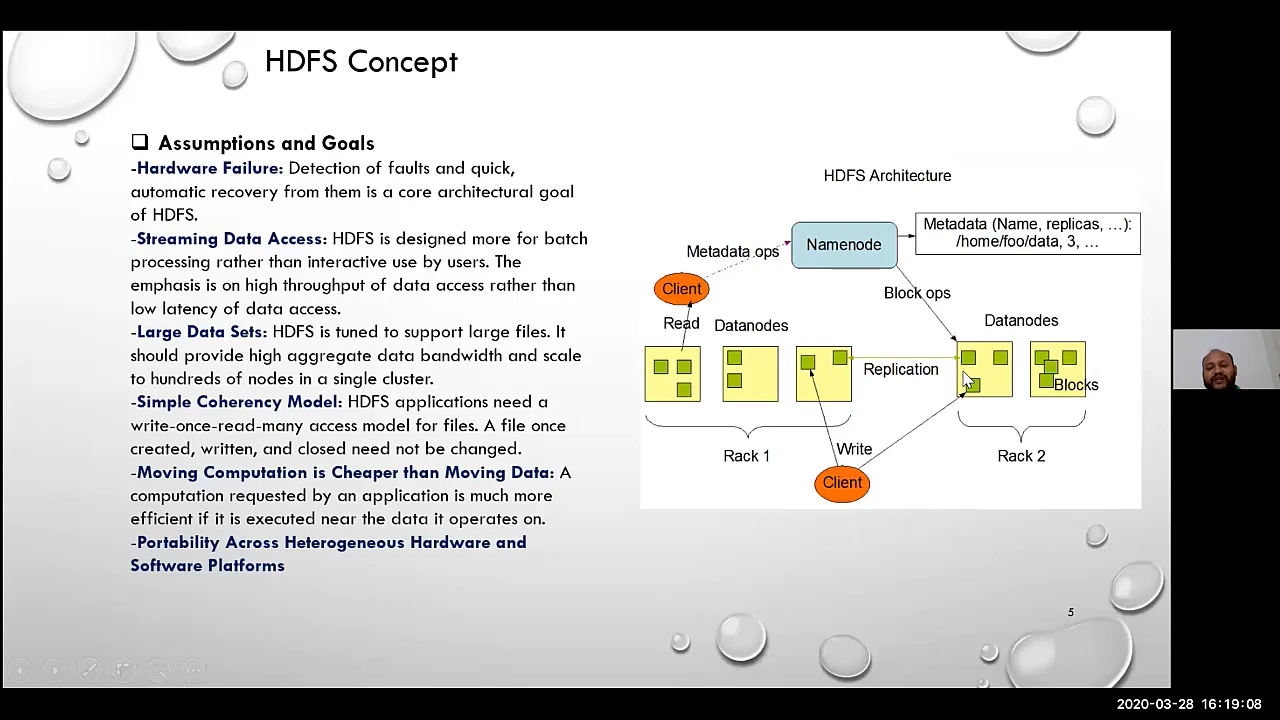 HDFS Concept
❑ Assumptions and Goals
-Hardware Failure: Detection of faults and quick,
automatic recovery from them is a core architectural goal
of HDFS.
-Streaming Data Access: HDFS is designed more for batch
processing rather than interactive use by users. The
emphasis is on high throughput of data access rather than
low latency of data access.
-Large Data Sets: HDFS is tuned to support large files. It
should provide high aggregate data bandwidth and scale
to hundreds of nodes in a single cluster.
-Simple Coherency Model: HDFS applications need a
write-once-read-many access model for files. A file once
created, written, and closed need not be changed.
-Moving Computation is Cheaper than Moving Data: A
computation requested by an application is much more
efficient if it is executed near the data it operates on.
-Portability Across Heterogeneous Hardware and
Software Platforms
HDFS Architecture
Metadata (Name, replicas, ...):
/home/foo/data, 3, ...
Namenode
Metadata ops
Client
Block ops
Read
Datanodes
Datanodes
Replication
Blocks
Write
Rack 1
Rack 2
Client
5
2020-03-28 16:19:08